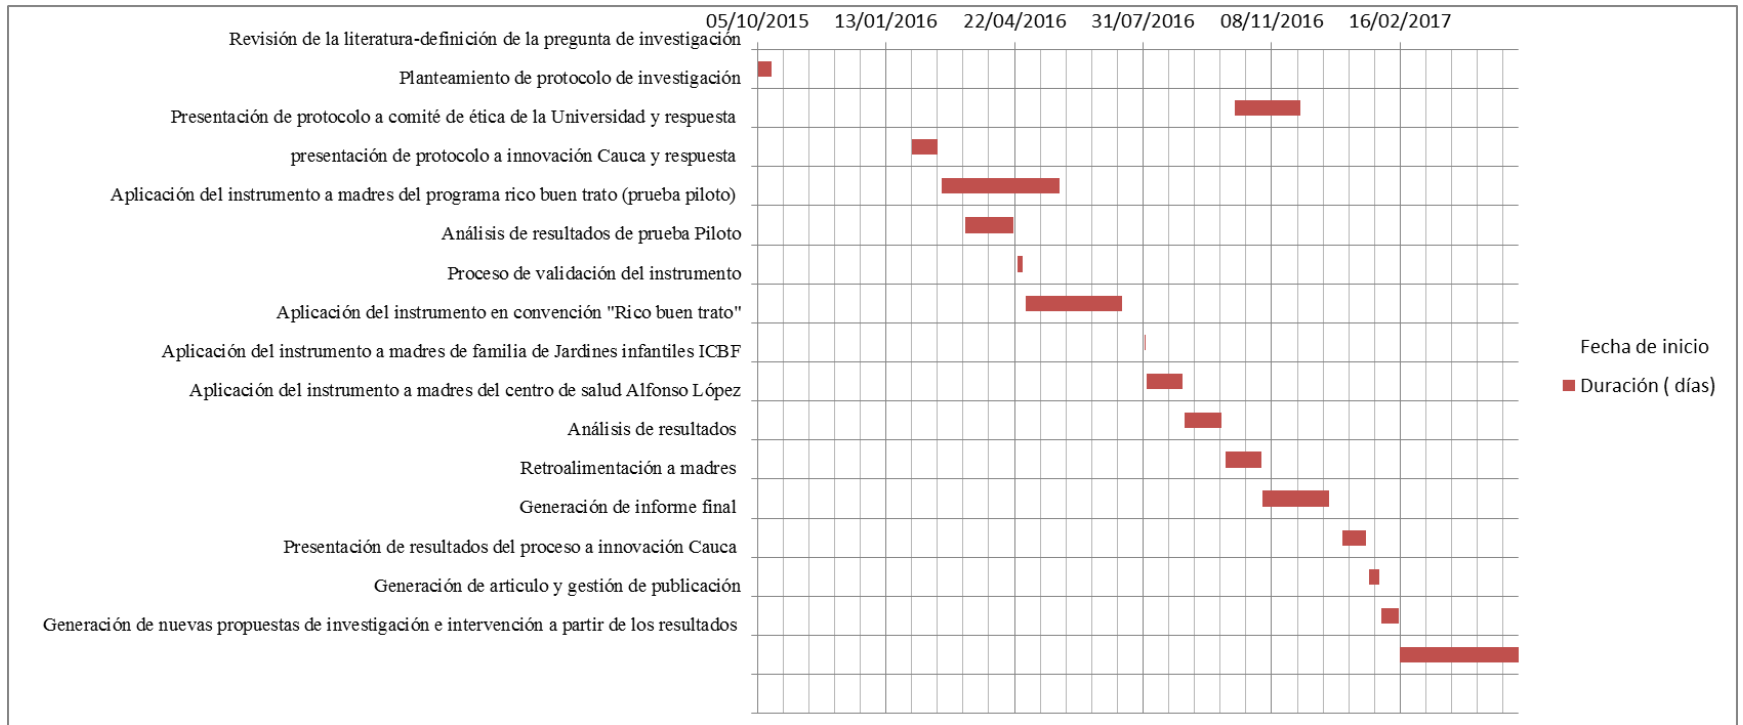 05/10/2015 13/01/2016 22/04/2016 31/07/2016 08/11/2016 16/02/2017
Revisión de la literatura-definición de la pregunta de investigación
Planteamiento de protocolo de investigación
Presentación de protocolo a comité de ética de la Universidad y respuesta
presentación de protocolo a innovación Cauca y respuesta
Aplicación del instrumento a madres del programa rico buen trato (prueba piloto)
Análisis de resultados de prueba Piloto
Proceso de validación del instrumento
Aplicación del instrumento en convención "Rico buen trato"
Aplicación del instrumento a madres de familia de Jardines infantiles ICBF
Aplicación del instrumento a madres del centro de salud Alfonso López
Análisis de resultados
Retroalimentación a madres
Generación de informe final
Presentación de resultados del proceso a innovación Cauca
Generación de articulo y gestión de publicación
Generación de nuevas propuestas de investigación e intervención a partir de los resultados
Fecha de inicio
Duración ( días)